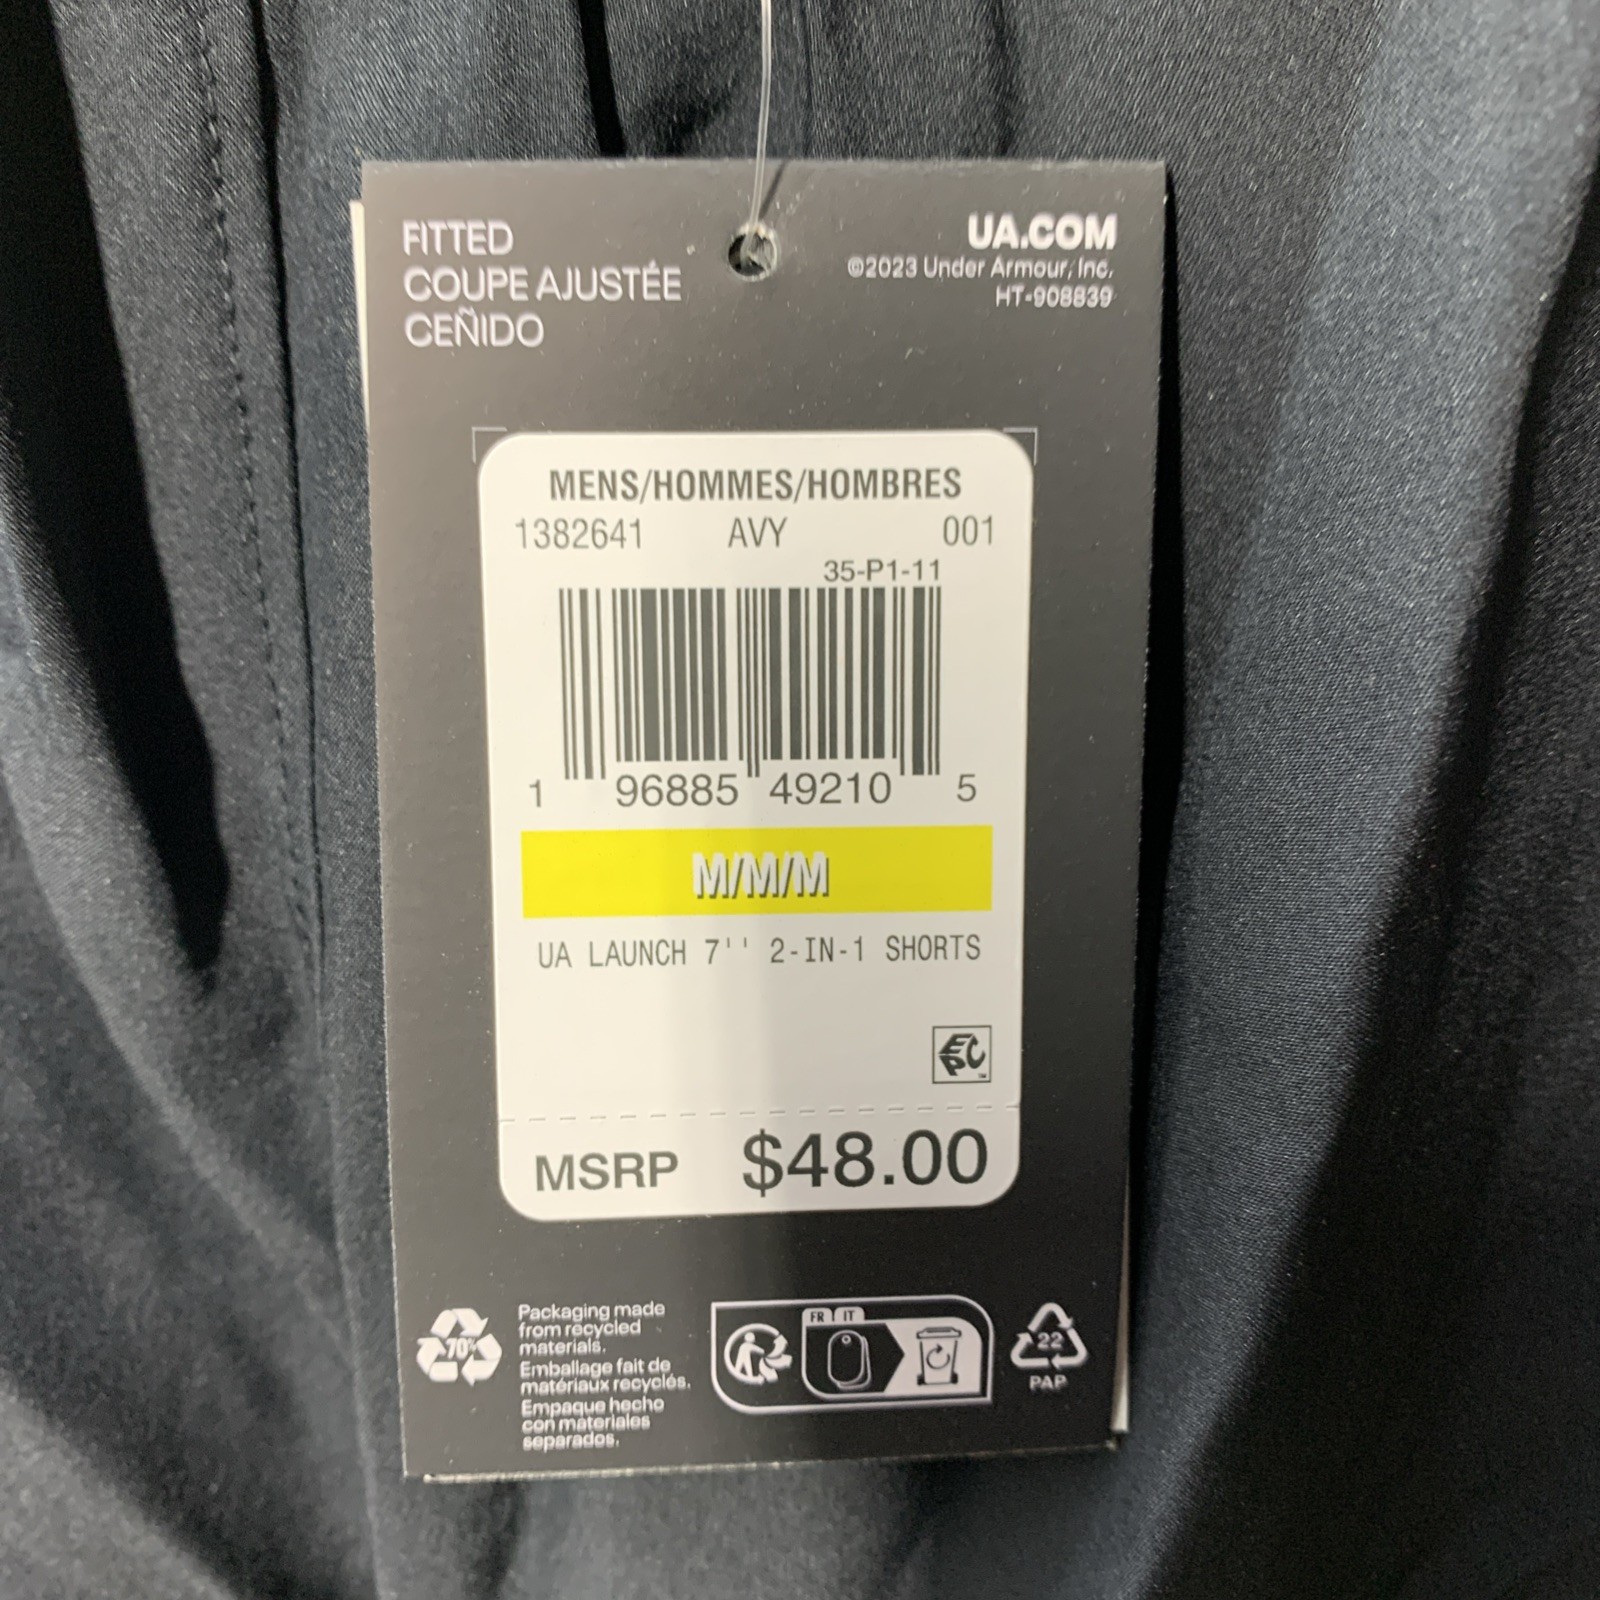 FITTED
COUPE AJUSTÉE
CEÑIDO
UA.COM
©2023 Under Armour, Inc.
HT-908839
MENS/HOMMES/HOMBRES
1382641 AVY 001
35-P1-11
1 96885 49210 5
M/M/M
UA LAUNCH 7'' 2-IN-1 SHORTS
EPC
MSRP $48.00
70%
Packaging made
from recycled
materials.
Emballage fait de
matériaux recyclés.
Empaque hecho
con materiales
separados.
FR IT
22
PAP